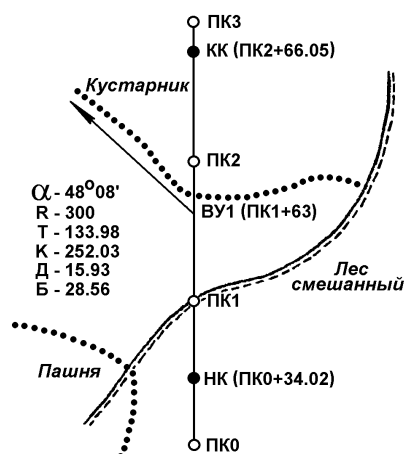 ПК3
КК (ПК2+66.05)
Кустарник
ПК2
α - 48°08'
R - 300
Т - 133.98
К - 252.03
Д - 15.93
Б - 28.56
ВУ1 (ПК1+63)
Лес
смешанный
ПК1
Пашня
НК (ПК0+34.02)
ПК0